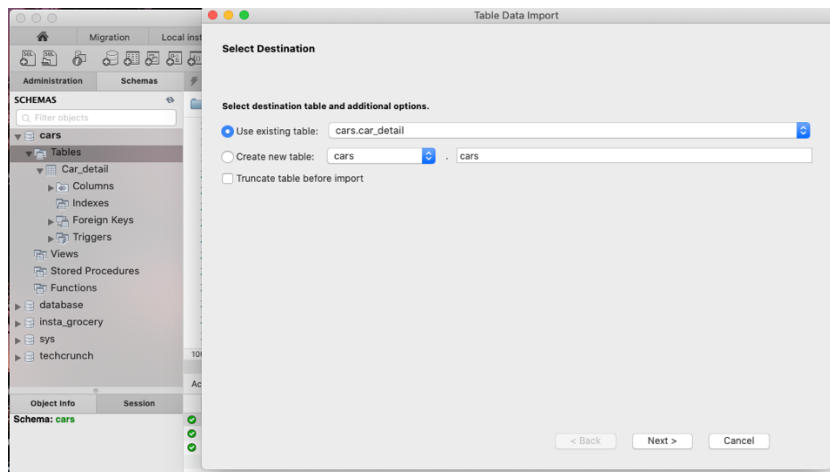 Table Data Import
Migration
Local inst
SQL
SQL
Administration
Schemas
SCHEMAS
Filter objects
cars
Tables
Car_detail
Columns
Indexes
Foreign Keys
Triggers
Views
Stored Procedures
Functions
database
insta_grocery
sys
techcrunch
Object Info
Session
Schema: cars
Ac
Select Destination
Select destination table and additional options.
Use existing table: cars.car_detail
Create new table: cars . cars
Truncate table before import
< Back
Next >
Cancel